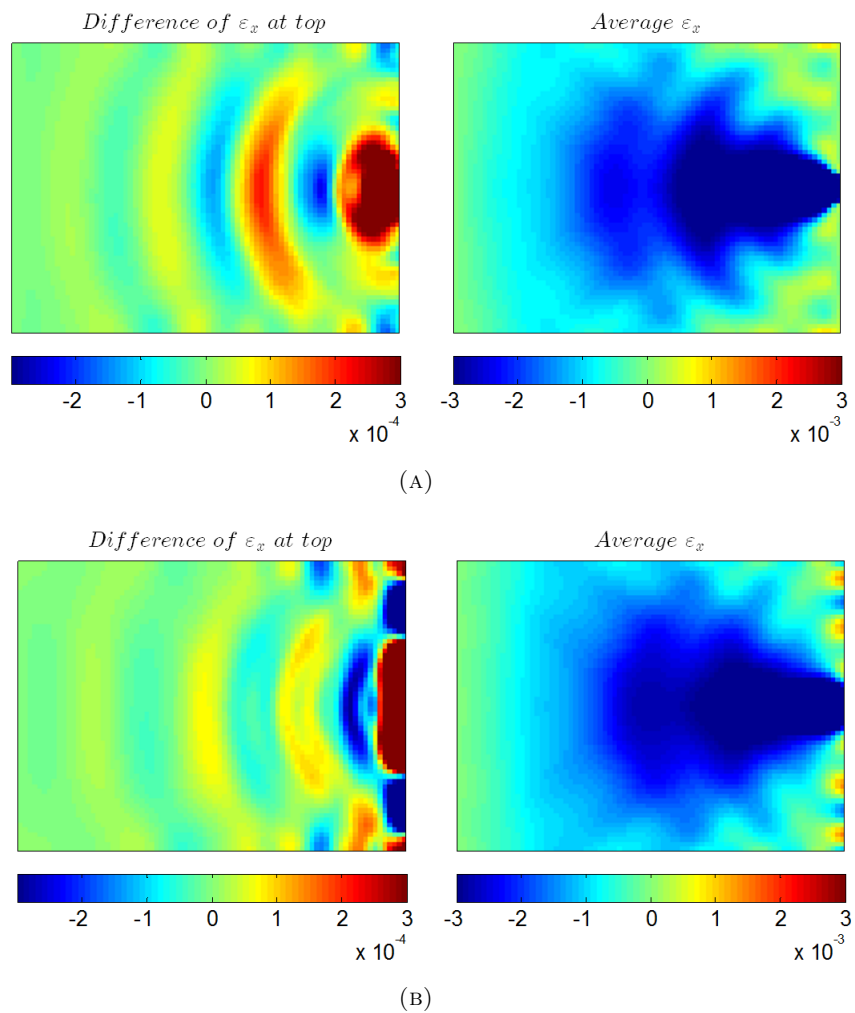 Difference of εx at top
Average εx
-2 -1 0 1 2 3
x 10-4
-3 -2 -1 0 1 2 3
x 10-3
(A)
Difference of εx at top
Average εx
-2 -1 0 1 2 3
x 10-4
-3 -2 -1 0 1 2 3
x 10-3
(B)